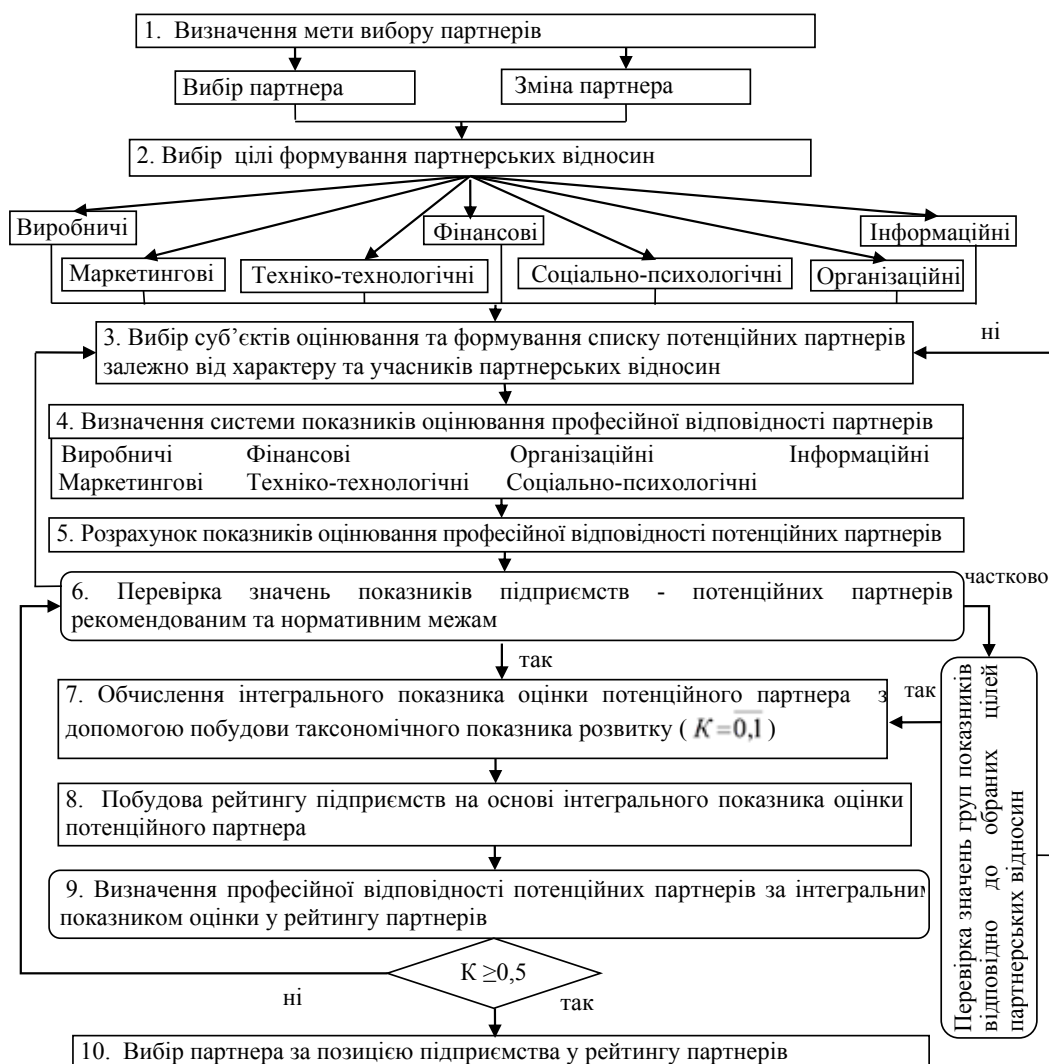 1. Визначення мети вибору партнерів
Вибір партнера
Зміна партнера
2. Вибір цілі формування партнерських відносин
Виробничі
Фінансові
Інформаційні
Маркетингові
Техніко-технологічні
Соціально-психологічні
Організаційні
3. Вибір суб’єктів оцінювання та формування списку потенційних партнерів
залежно від характеру та учасників партнерських відносин
ні
4. Визначення системи показників оцінювання професійної відповідності партнерів
Виробничі Фінансові Організаційні Інформаційні
Маркетингові Техніко-технологічні Соціально-психологічні
5. Розрахунок показників оцінювання професійної відповідності потенційних партнерів
6. Перевірка значень показників підприємств - потенційних партнерів
рекомендованим та нормативним межам
частково
так
7. Обчислення інтегрального показника оцінки потенційного партнера з
допомогою побудови таксономічного показника розвитку ( K = 0,1 )
так
Перевірка значень груп показників
відповідно до обраних цілей
партнерських відносин
8. Побудова рейтингу підприємств на основі інтегрального показника оцінки
потенційного партнера
9. Визначення професійної відповідності потенційних партнерів за інтегральним
показником оцінки у рейтингу партнерів
К ≥0,5
ні
так
10. Вибір партнера за позицією підприємства у рейтингу партнерів